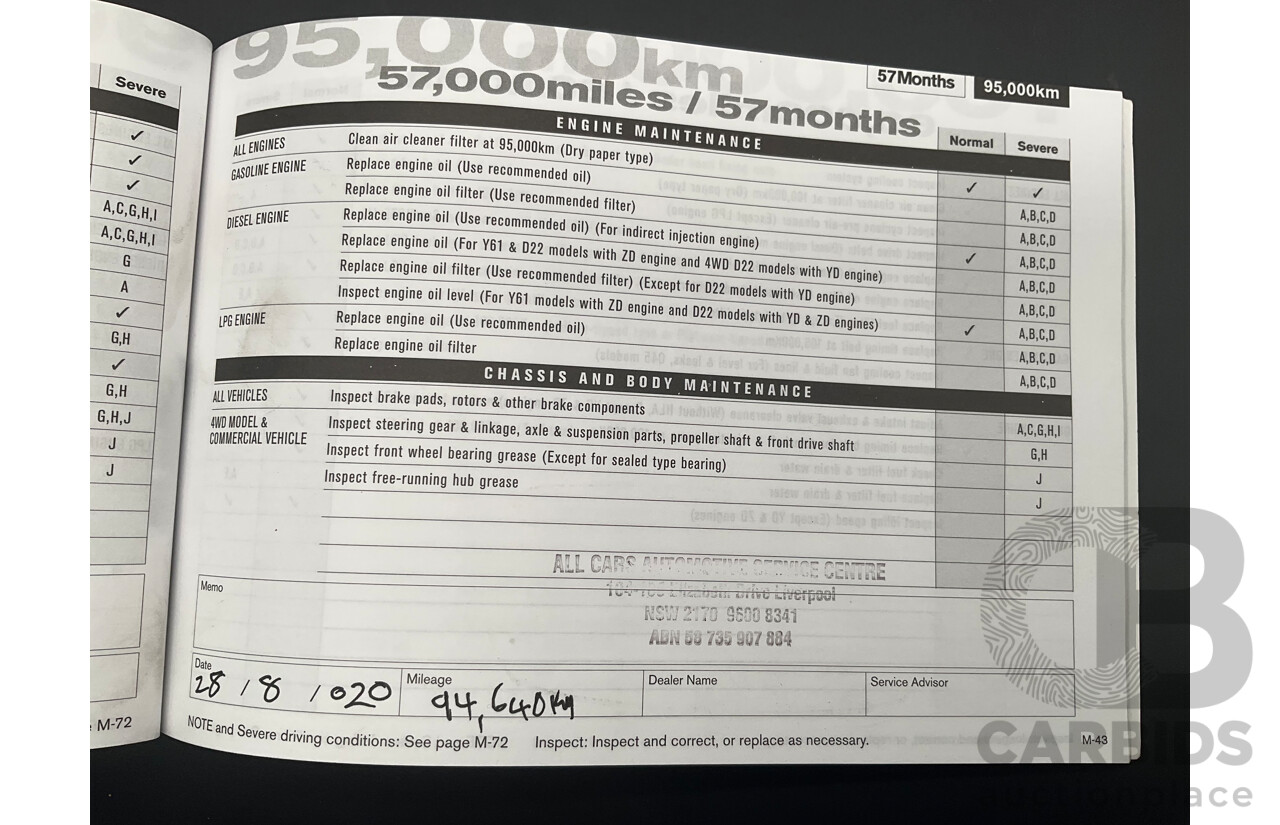 Severe
✓
✓
✓
A,C,G,H,I
A,C,G,H,I
G
A
✓
G,H
✓
G,H
G,H,J
J
J
M-72
95,000km
57,000miles / 57months
57Months
95,000km
ENGINE MAINTENANCE
Normal Severe
ALL ENGINES Clean air cleaner filter at 95,000km (Dry paper type) ✓
GASOLINE ENGINE Replace engine oil (Use recommended oil) ✓ A,B,C,D
Replace engine oil filter (Use recommended filter) A,B,C,D
DIESEL ENGINE Replace engine oil (Use recommended oil) (For indirect injection engine) ✓ A,B,C,D
Replace engine oil (For Y61 & D22 models with ZD engine and 4WD D22 models with YD engine) A,B,C,D
Replace engine oil filter (Use recommended filter) (Except for D22 models with YD engine) A,B,C,D
Inspect engine oil level (For Y61 models with ZD engine and D22 models with YD & ZD engines) A,B,C,D
LPG ENGINE Replace engine oil (Use recommended oil) ✓ A,B,C,D
Replace engine oil filter A,B,C,D
CHASSIS AND BODY MAINTENANCE
ALL VEHICLES Inspect brake pads, rotors & other brake components A,C,G,H,I
4WD MODEL & COMMERCIAL VEHICLE Inspect steering gear & linkage, axle & suspension parts, propeller shaft & front drive shaft G,H
Inspect front wheel bearing grease (Except for sealed type bearing) J
Inspect free-running hub grease J
ALL CARS AUTOMOTIVE SERVICE CENTRE
Elizabeth Drive Liverpool
NSW 2170 9600 8341
ABN 68 735 907 884
Memo
Date
28 / 8 / 020
Mileage
94,640km
Dealer Name
Service Advisor
NOTE and Severe driving conditions: See page M-72 Inspect: Inspect and correct, or replace as necessary.
M-43
CARBIDS
auctionplace